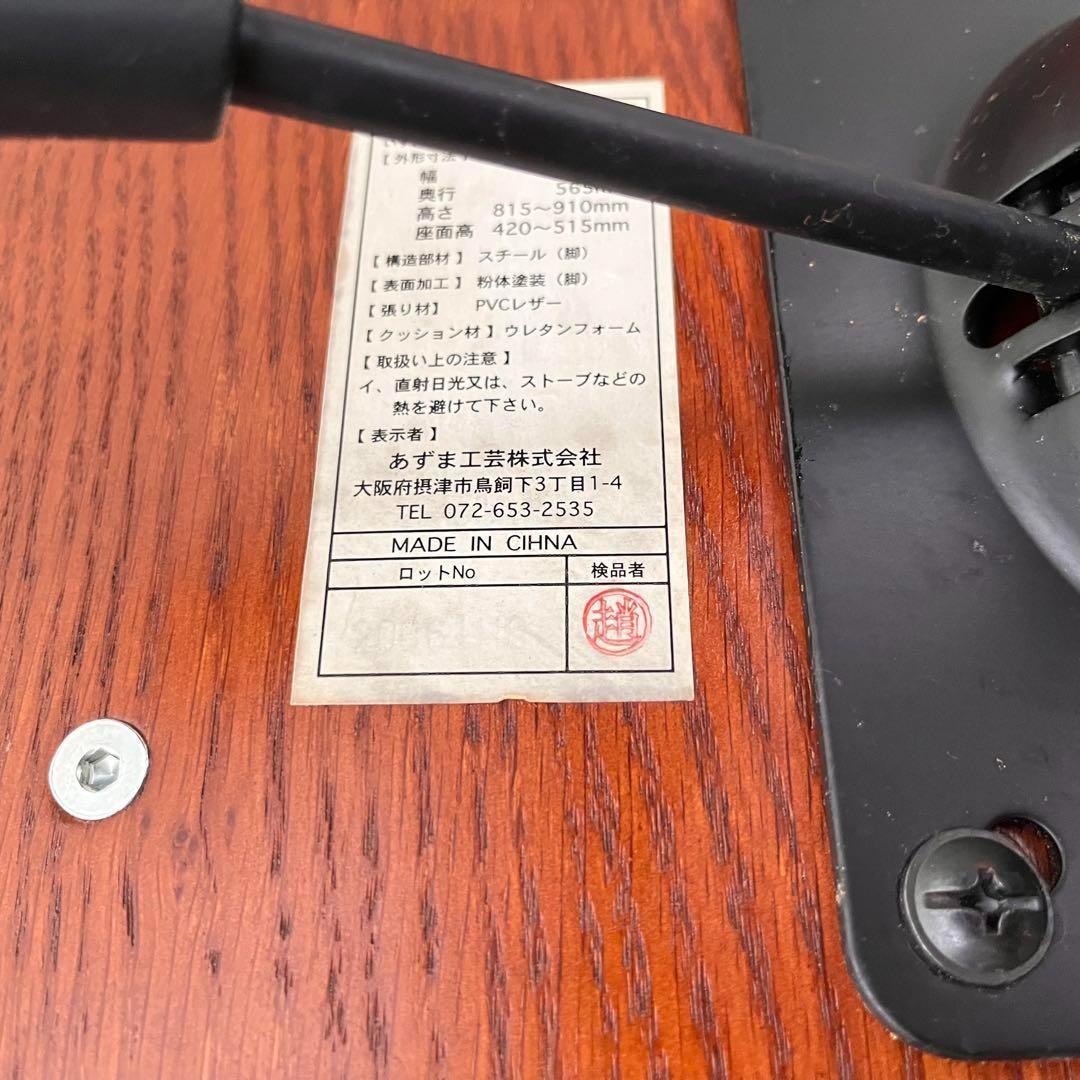 【外形寸法
幅
奥行 565m
高さ 815～910mm
座面高 420～515mm
【 構造部材 】 スチール（脚）
【 表面加工 】 粉体塗装（脚）
【 張り材】 PVCレザー
【 クッション材 】ウレタンフォーム
【 取扱い上の注意 】
イ、直射日光又は、ストーブなどの
熱を避けて下さい。
【 表示者 】
あずま工芸株式会社
大阪府摂津市鳥飼下3丁目1-4
TEL 072-653-2535
MADE IN CIHNA
ロットNo 検品者
趙